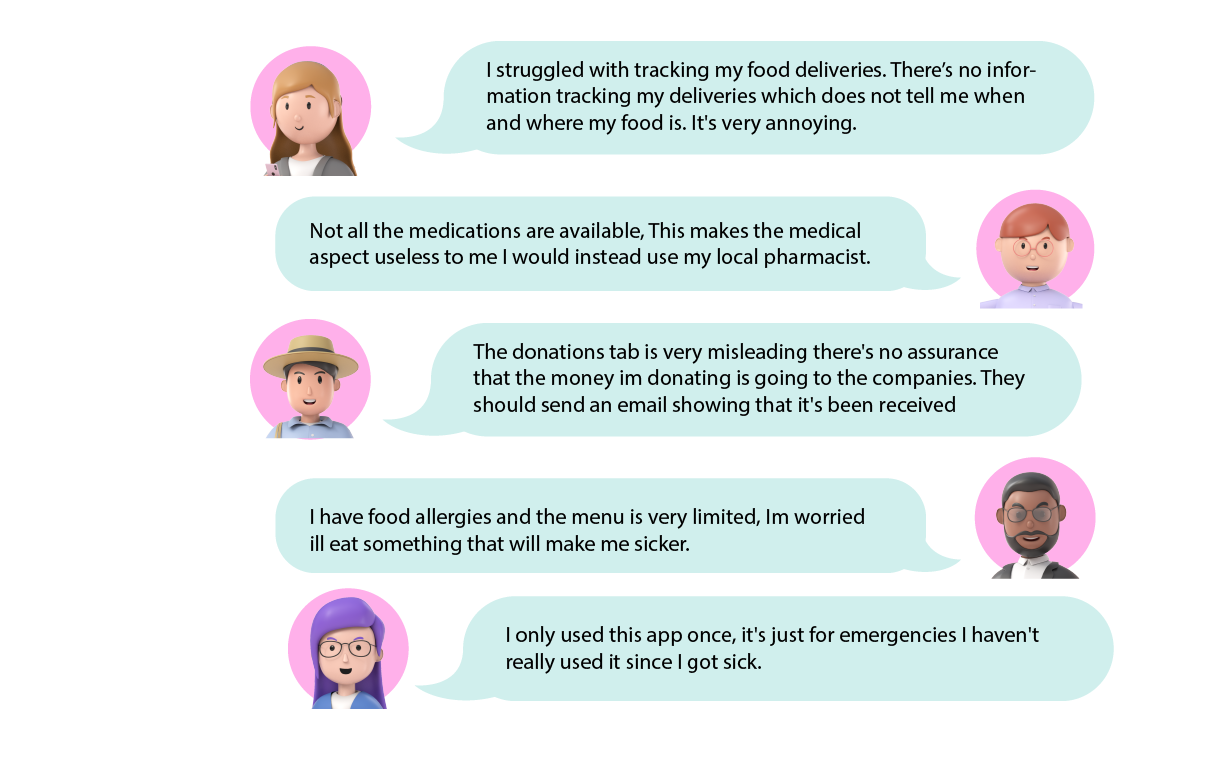 I struggled with tracking my food deliveries. There’s no infor-
mation tracking my deliveries which does not tell me when
and where my food is. It's very annoying.
Not all the medications are available, This makes the medical
aspect useless to me I would instead use my local pharmacist.
The donations tab is very misleading there's no assurance
that the money im donating is going to the companies. They
should send an email showing that it's been received
I have food allergies and the menu is very limited, Im worried
ill eat something that will make me sicker.
I only used this app once, it's just for emergencies I haven't
really used it since I got sick.